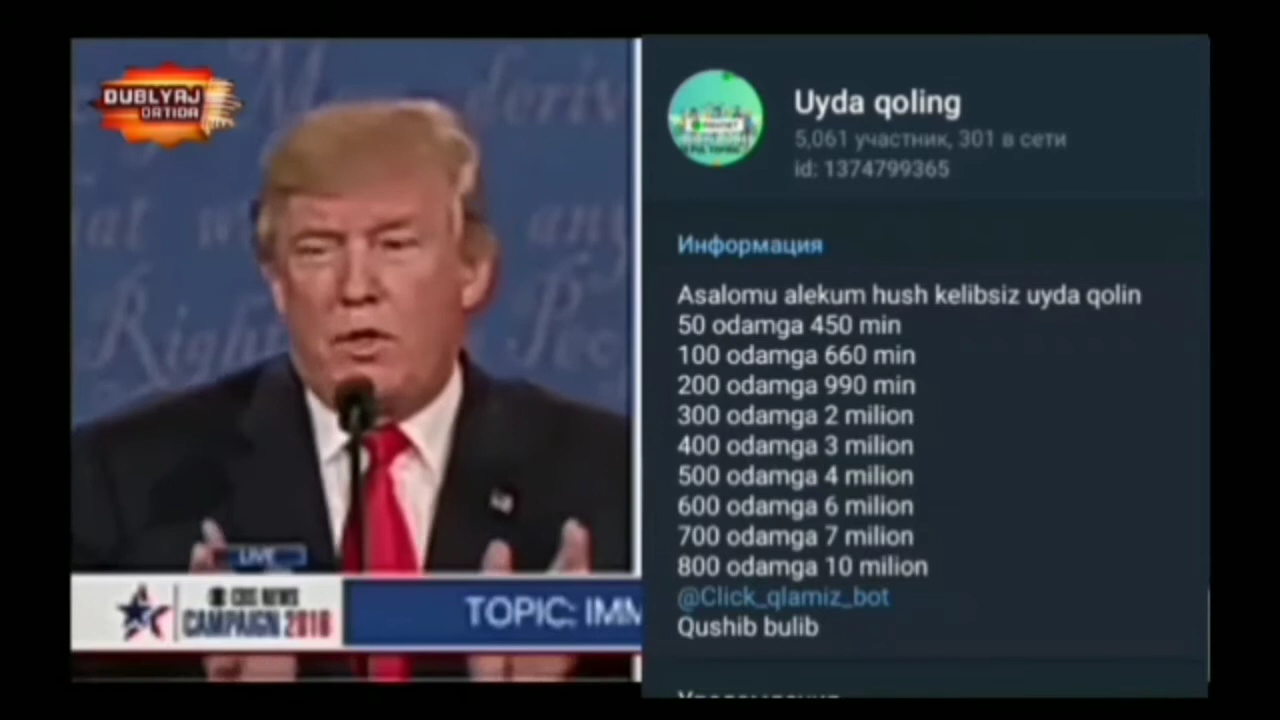 DUBLYAJ
ORTIDA
LIVE
CBS NEWS
CAMPAIGN 2016
TOPIC: IMM
Uyda qoling
5,061 участник, 301 в сети
id: 1374799365
Информация
Asalomu alekum hush kelibsiz uyda qolin
50 odamga 450 min
100 odamga 660 min
200 odamga 990 min
300 odamga 2 milion
400 odamga 3 milion
500 odamga 4 milion
600 odamga 6 milion
700 odamga 7 milion
800 odamga 10 milion
@Click_qlamiz_bot
Qushib bulib